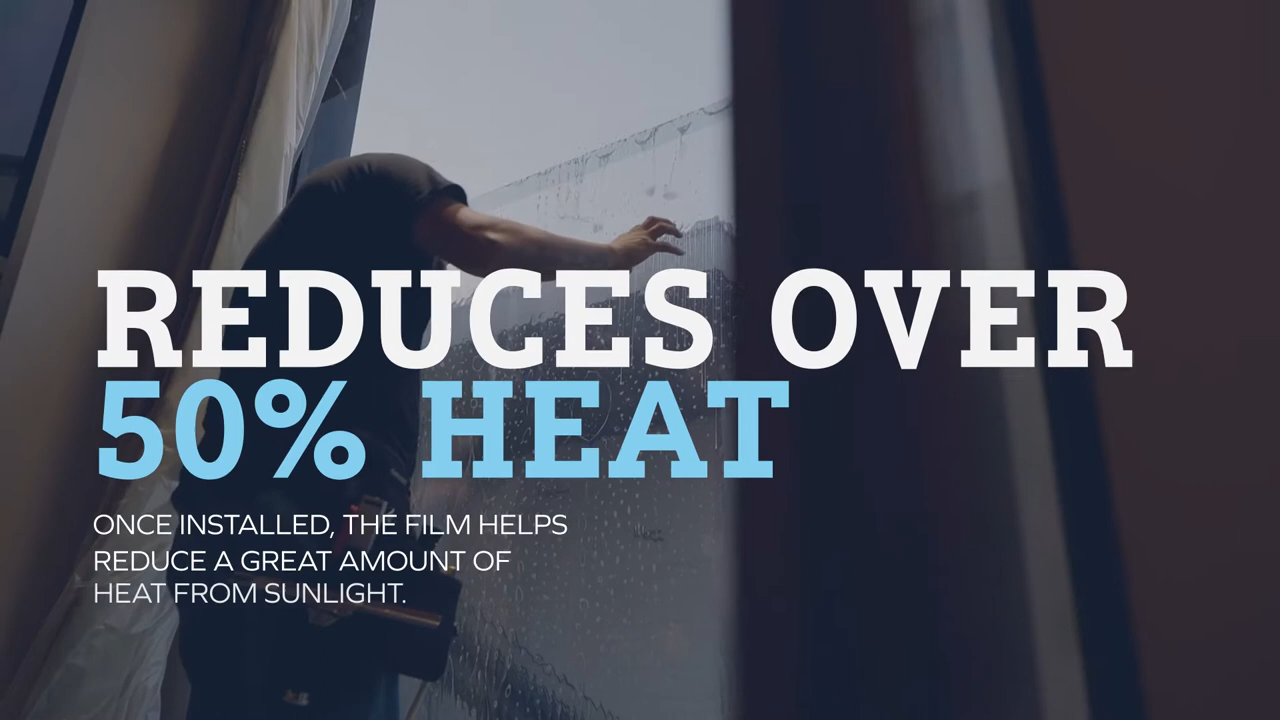 REDUCES OVER
50% HEAT
ONCE INSTALLED, THE FILM HELPS
REDUCE A GREAT AMOUNT OF
HEAT FROM SUNLIGHT.